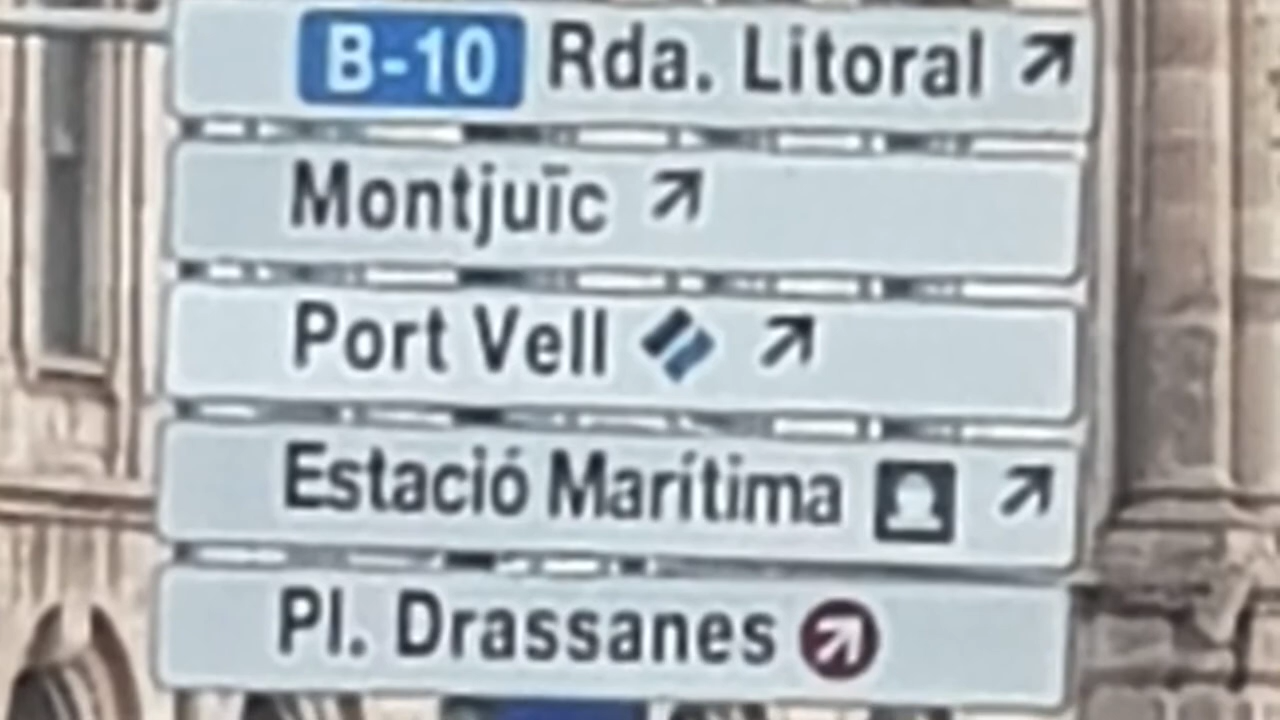 B-10 Rda. Litoral
Montjuïc
Port Vell
Estació Marítima
Pl. Drassanes